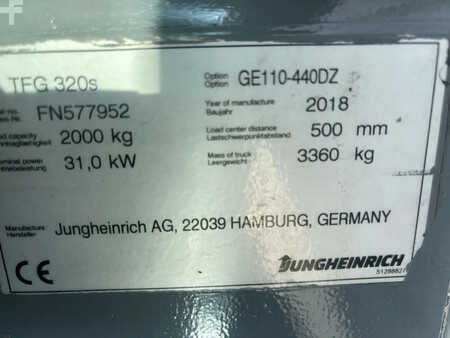 TFG 320s Option GE110-440DZ
Option
FN577952 Year of manufacture 2018
Baujahr
2000 kg Load center distance 500 mm
Lastschwerpunktabstand
31,0 kW Mass of truck 3360 kg
Leergewicht
Manufacturer Jungheinrich AG, 22039 HAMBURG, GERMANY
Hersteller
CE JUNGHEINRICH